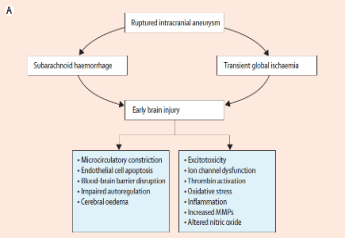 A
Ruptured intracranial aneurysm
Subarachnoid haemorrhage
Transient global ischaemia
Early brain injury
• Microcirculatory constriction
• Endothelial cell apoptosis
• Blood-brain barrier disruption
• Impaired autoregulation
• Cerebral oedema
• Excitotoxicity
• Ion channel dysfunction
• Thrombin activation
• Oxidative stress
• Inflammation
• Increased MMPs
• Altered nitric oxide